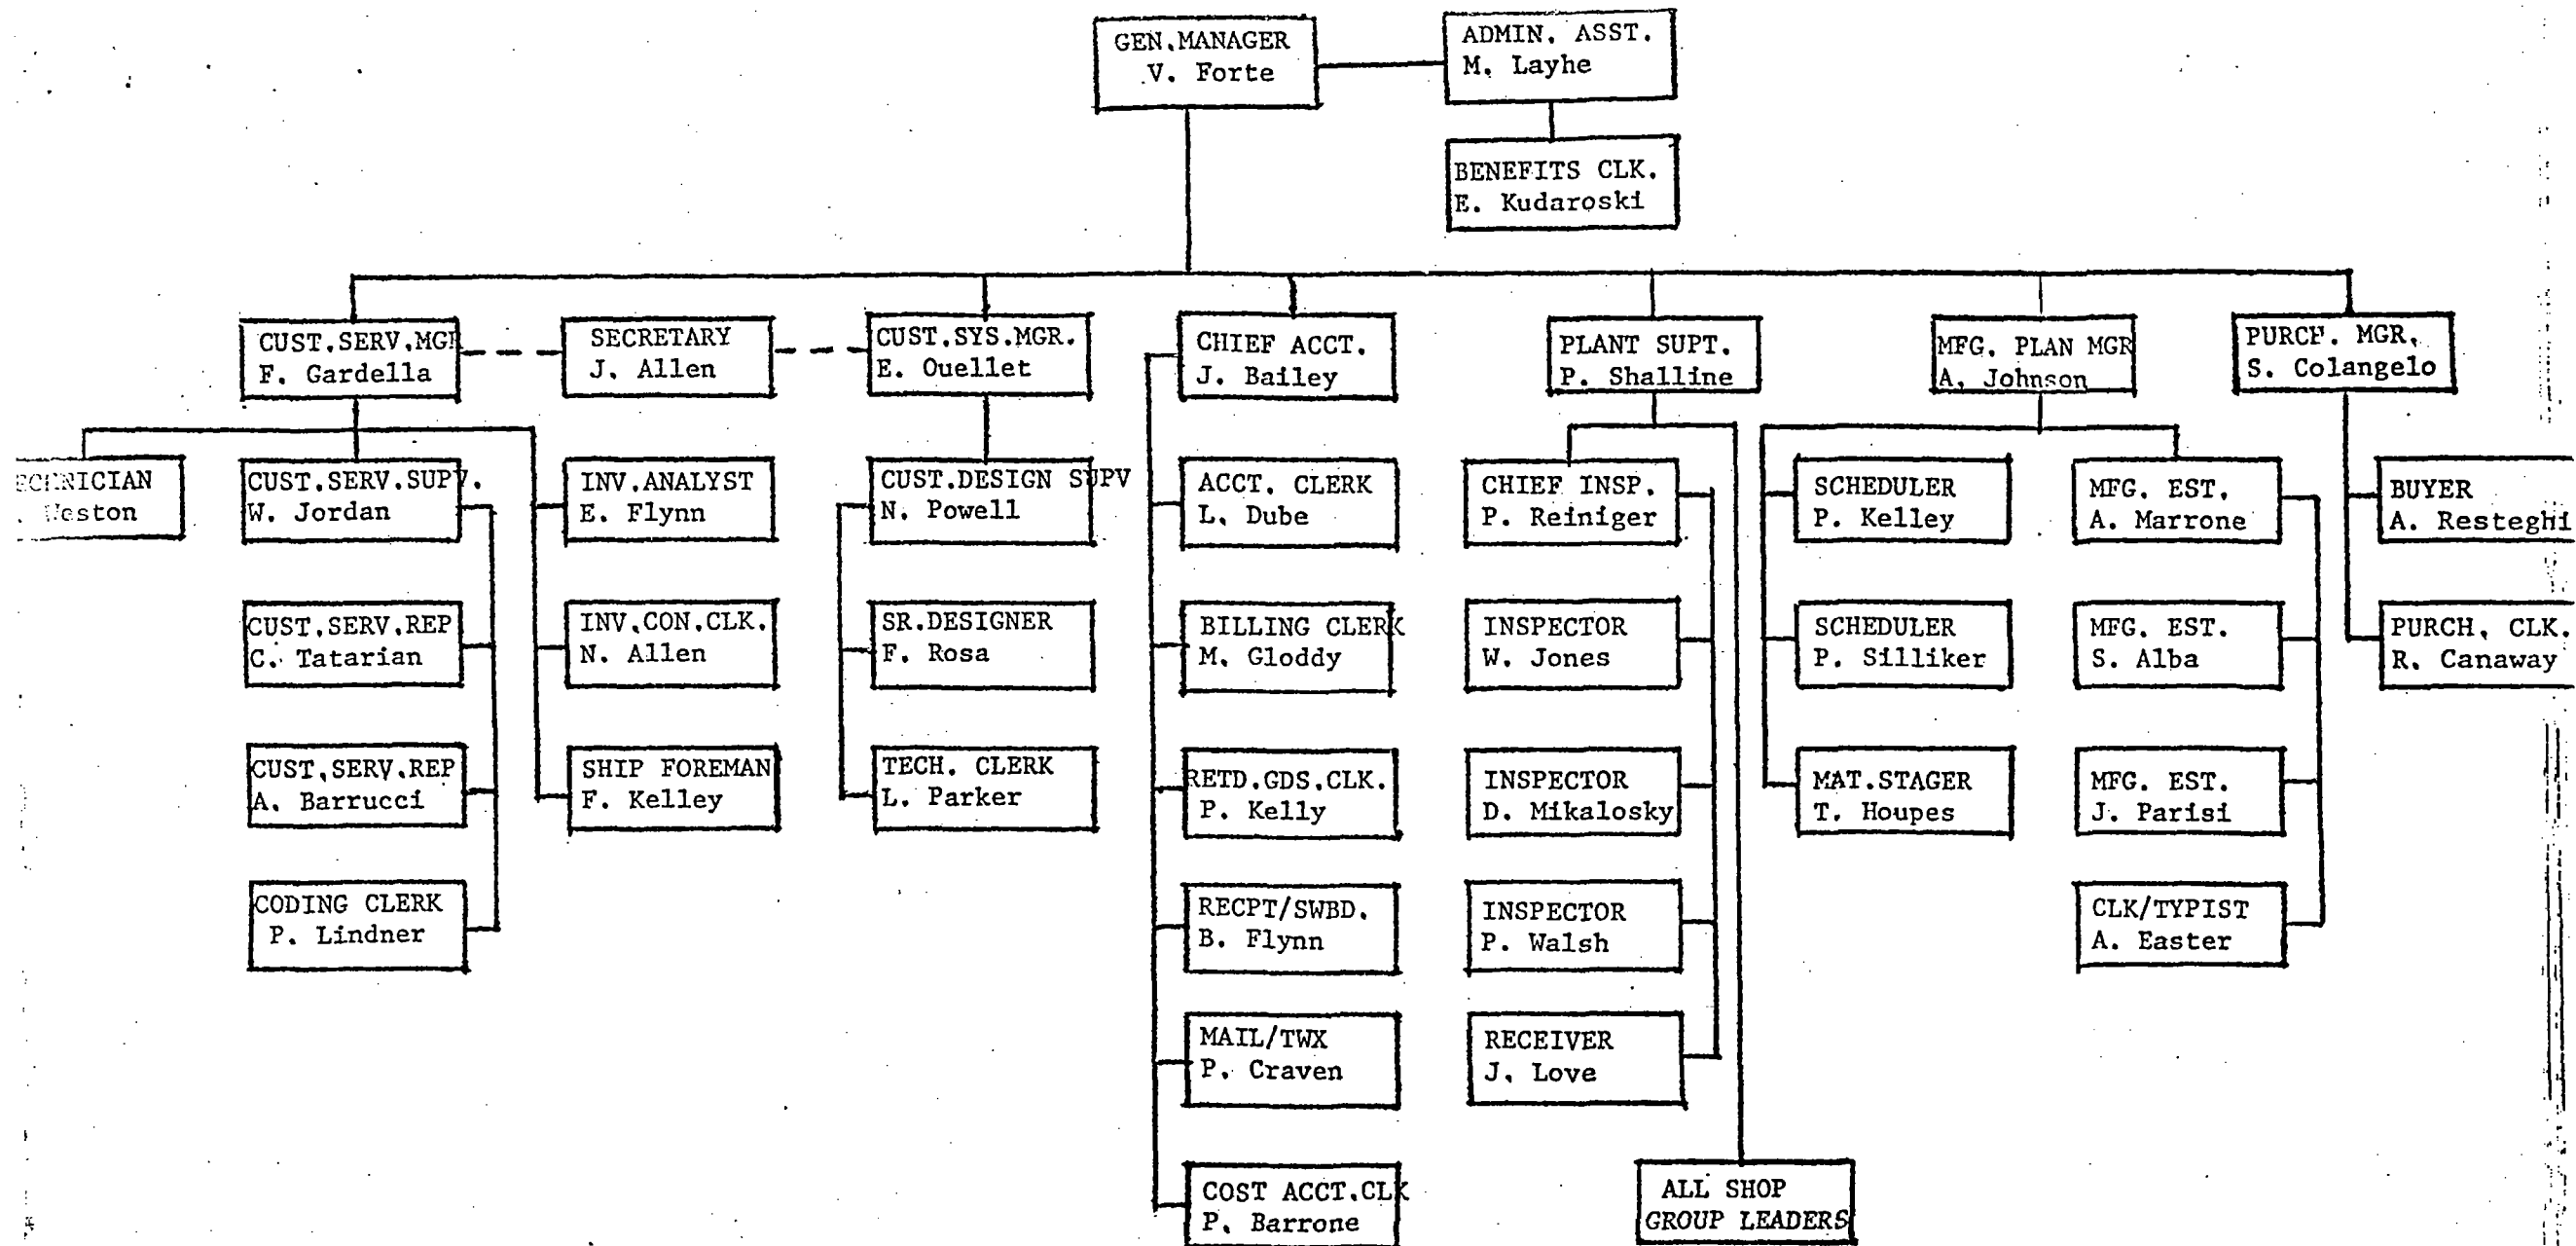 GEN.MANAGER
V. Forte
ADMIN. ASST.
M. Layhe
BENEFITS CLK.
E. Kudaroski
CUST.SERV.MGR
F. Gardella
SECRETARY
J. Allen
CUST.SYS.MGR.
E. Ouellet
CHIEF ACCT.
J. Bailey
PLANT SUPT.
P. Shalline
MFG. PLAN MGR
A. Johnson
PURCH. MGR.
S. Colangelo
ECHNICIAN
Weston
CUST.SERV.SUPV.
W. Jordan
INV.ANALYST
E. Flynn
CUST.DESIGN SUPV
N. Powell
ACCT. CLERK
L. Dube
CHIEF INSP.
P. Reiniger
SCHEDULER
P. Kelley
MFG. EST.
A. Marrone
BUYER
A. Resteghi
CUST.SERV.REP
C. Tatarian
INV.CON.CLK.
N. Allen
SR.DESIGNER
F. Rosa
BILLING CLERK
M. Gloddy
INSPECTOR
W. Jones
SCHEDULER
P. Silliker
MFG. EST.
S. Alba
PURCH. CLK.
R. Canaway
CUST.SERV.REP
A. Barrucci
SHIP FOREMAN
F. Kelley
TECH. CLERK
L. Parker
RETD.GDS.CLK.
P. Kelly
INSPECTOR
D. Mikalosky
MAT.STAGER
T. Houpes
MFG. EST.
J. Parisi
CODING CLERK
P. Lindner
RECPT/SWBD.
B. Flynn
INSPECTOR
P. Walsh
CLK/TYPIST
A. Easter
MAIL/TWX
P. Craven
RECEIVER
J. Love
COST ACCT.CLK
P. Barrone
ALL SHOP
GROUP LEADERS